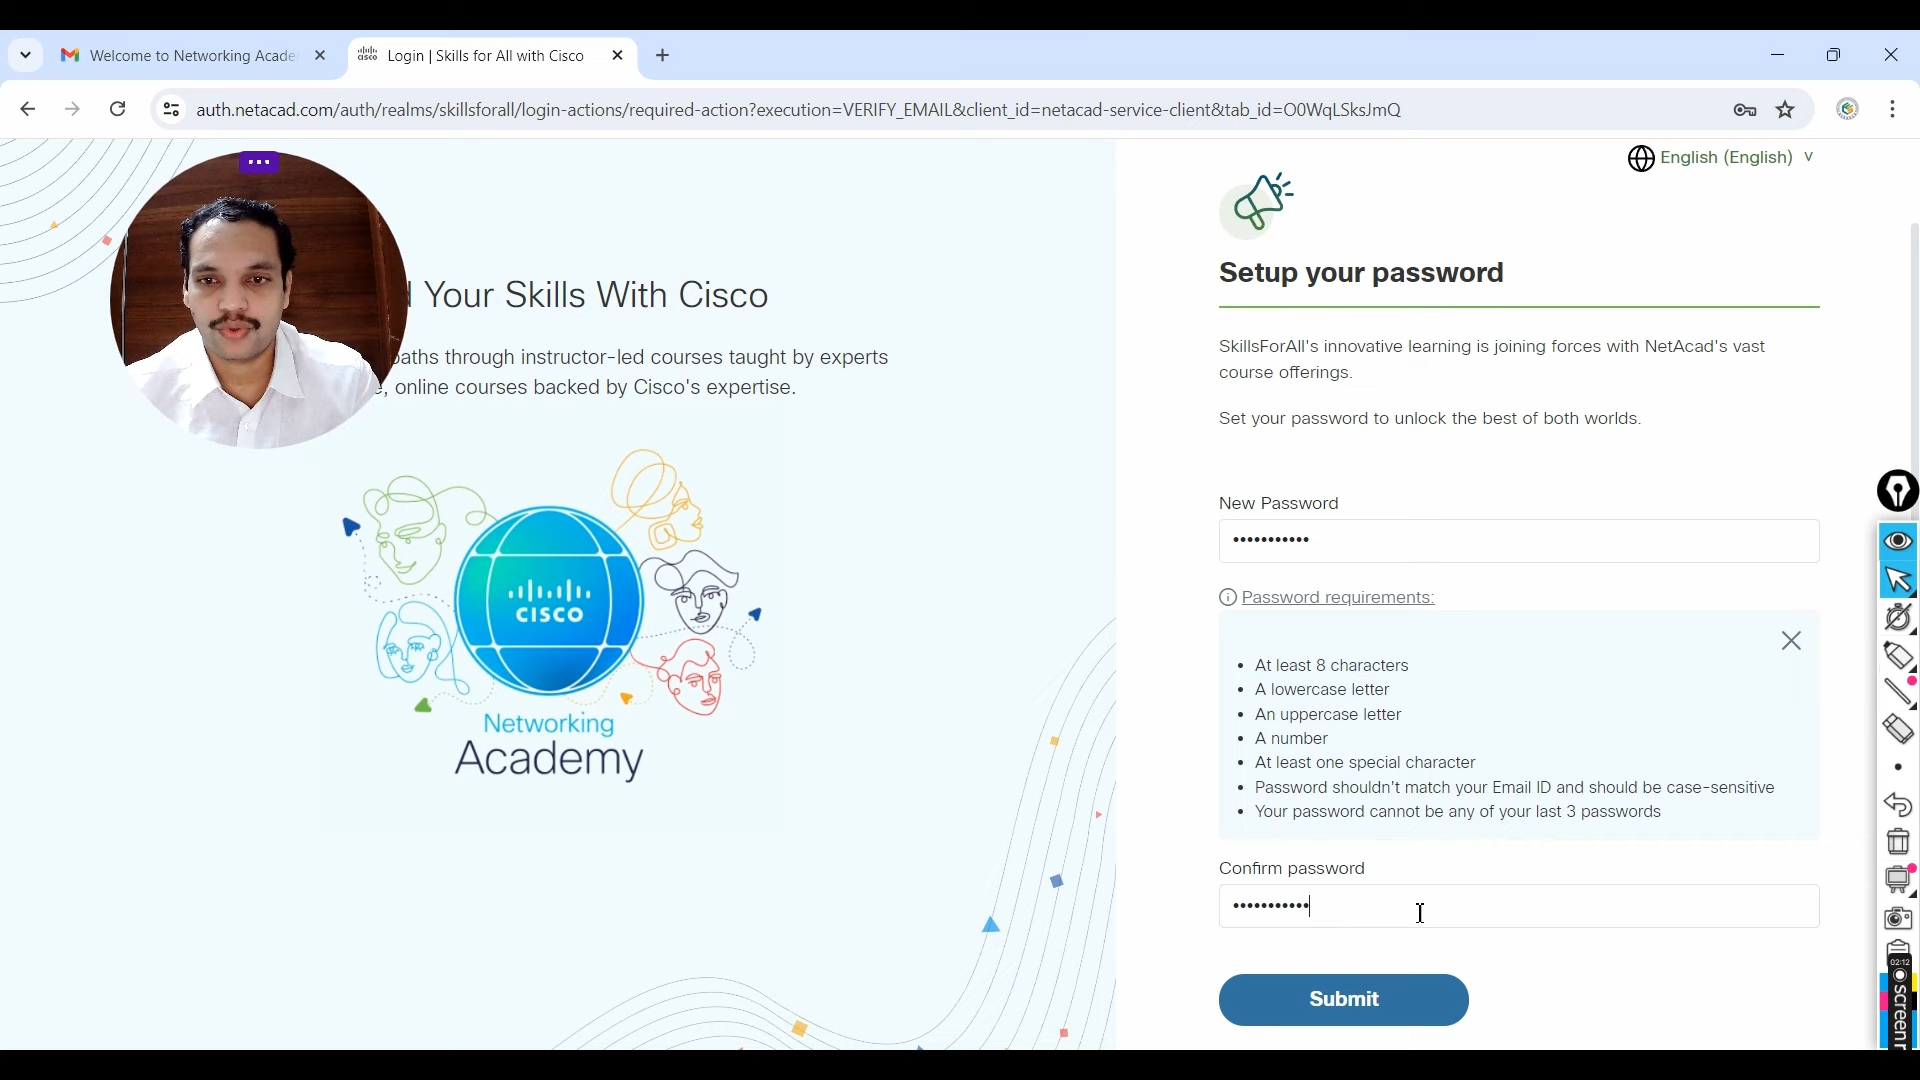 Welcome to Networking Acade
Login | Skills for All with Cisco
auth.netacad.com/auth/realms/skillsforall/login-actions/required-action?execution=VERIFY_EMAIL&client_id=netacad-service-client&tab_id=O0WqLSksJmQ
Your Skills With Cisco
paths through instructor-led courses taught by experts
, online courses backed by Cisco's expertise.
CISCO
Networking
Academy
English (English)
Setup your password
SkillsForAll's innovative learning is joining forces with NetAcad's vast
course offerings.
Set your password to unlock the best of both worlds.
New Password
•••••••••••
Password requirements:
• At least 8 characters
• A lowercase letter
• An uppercase letter
• A number
• At least one special character
• Password shouldn't match your Email ID and should be case-sensitive
• Your password cannot be any of your last 3 passwords
Confirm password
•••••••••••
Submit
02:12